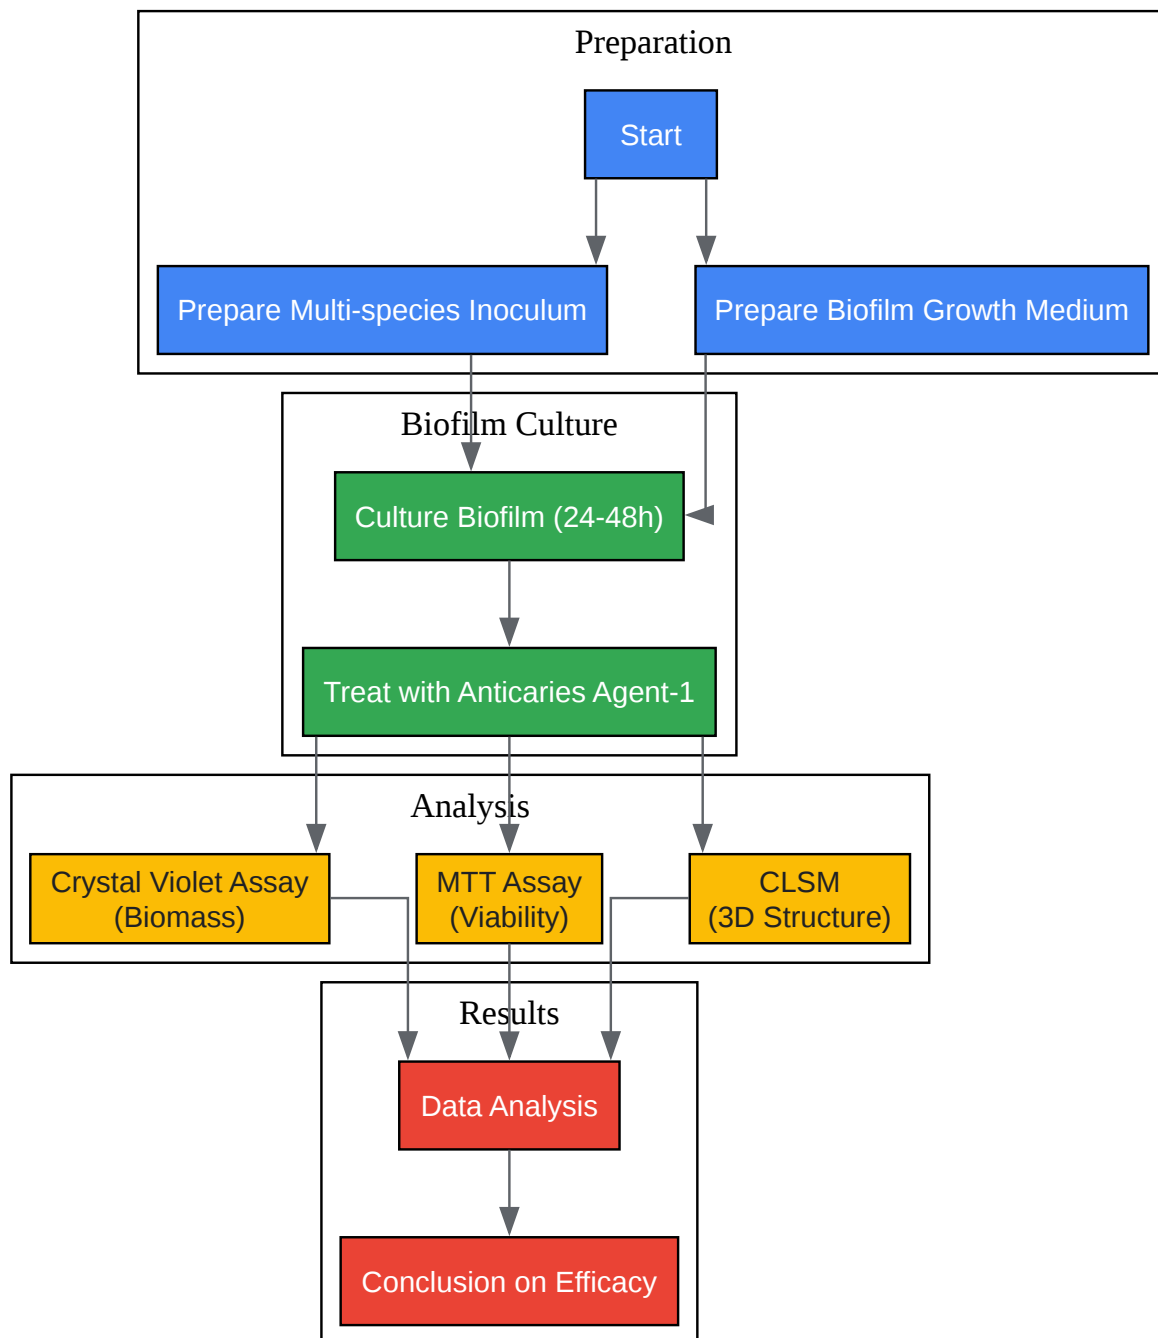 Preparation
Start
Prepare Multi-species Inoculum
Prepare Biofilm Growth Medium
Biofilm Culture
Culture Biofilm (24-48h)
Treat with Anticaries Agent-1
Analysis
Crystal Violet Assay
(Biomass)
MTT Assay
(Viability)
CLSM
(3D Structure)
Results
Data Analysis
Conclusion on Efficacy